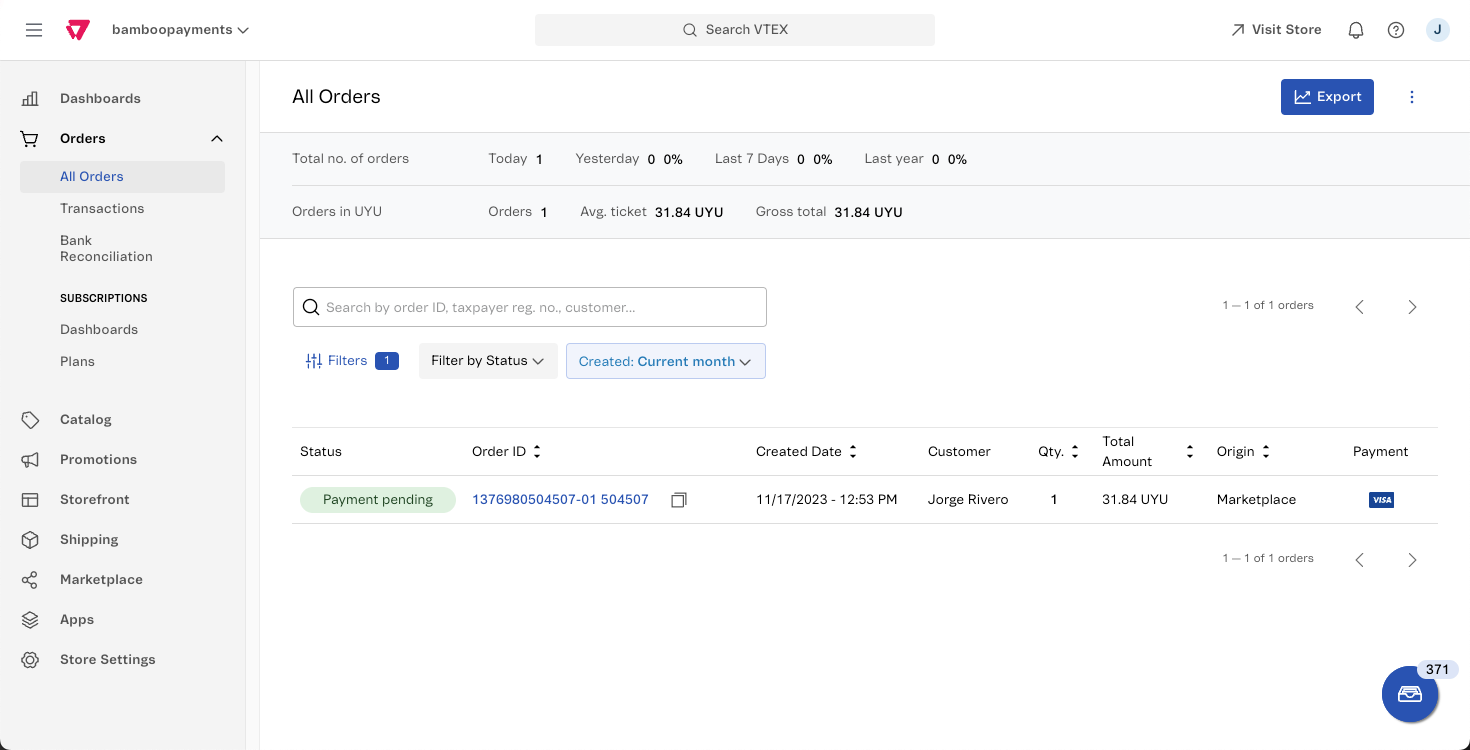 bamboopayments
Search VTEX
Visit Store
J
Dashboards
Orders
All Orders
Transactions
Bank
Reconciliation
SUBSCRIPTIONS
Dashboards
Plans
Catalog
Promotions
Storefront
Shipping
Marketplace
Apps
Store Settings
All Orders
Export
Total no. of orders Today 1 Yesterday 0 0% Last 7 Days 0 0% Last year 0 0%
Orders in UYU Orders 1 Avg. ticket 31.84 UYU Gross total 31.84 UYU
Search by order ID, taxpayer reg. no., customer...
1 — 1 of 1 orders
Filters 1 Filter by Status Created: Current month
Status Order ID Created Date Customer Qty. Total Amount Origin Payment
Payment pending 1376980504507-01 504507 11/17/2023 - 12:53 PM Jorge Rivero 1 31.84 UYU Marketplace VISA
1 — 1 of 1 orders
371